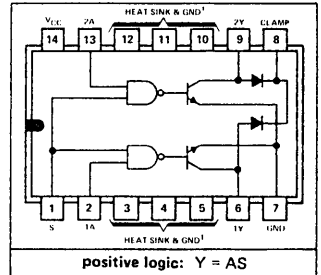 HEAT SINK & GND¹
VCC 2A 2Y CLAMP
14 13 12 11 10 9 8
1 2 3 4 5 6 7
S 1A 1Y GND
HEAT SINK & GND¹
positive logic: Y = AS